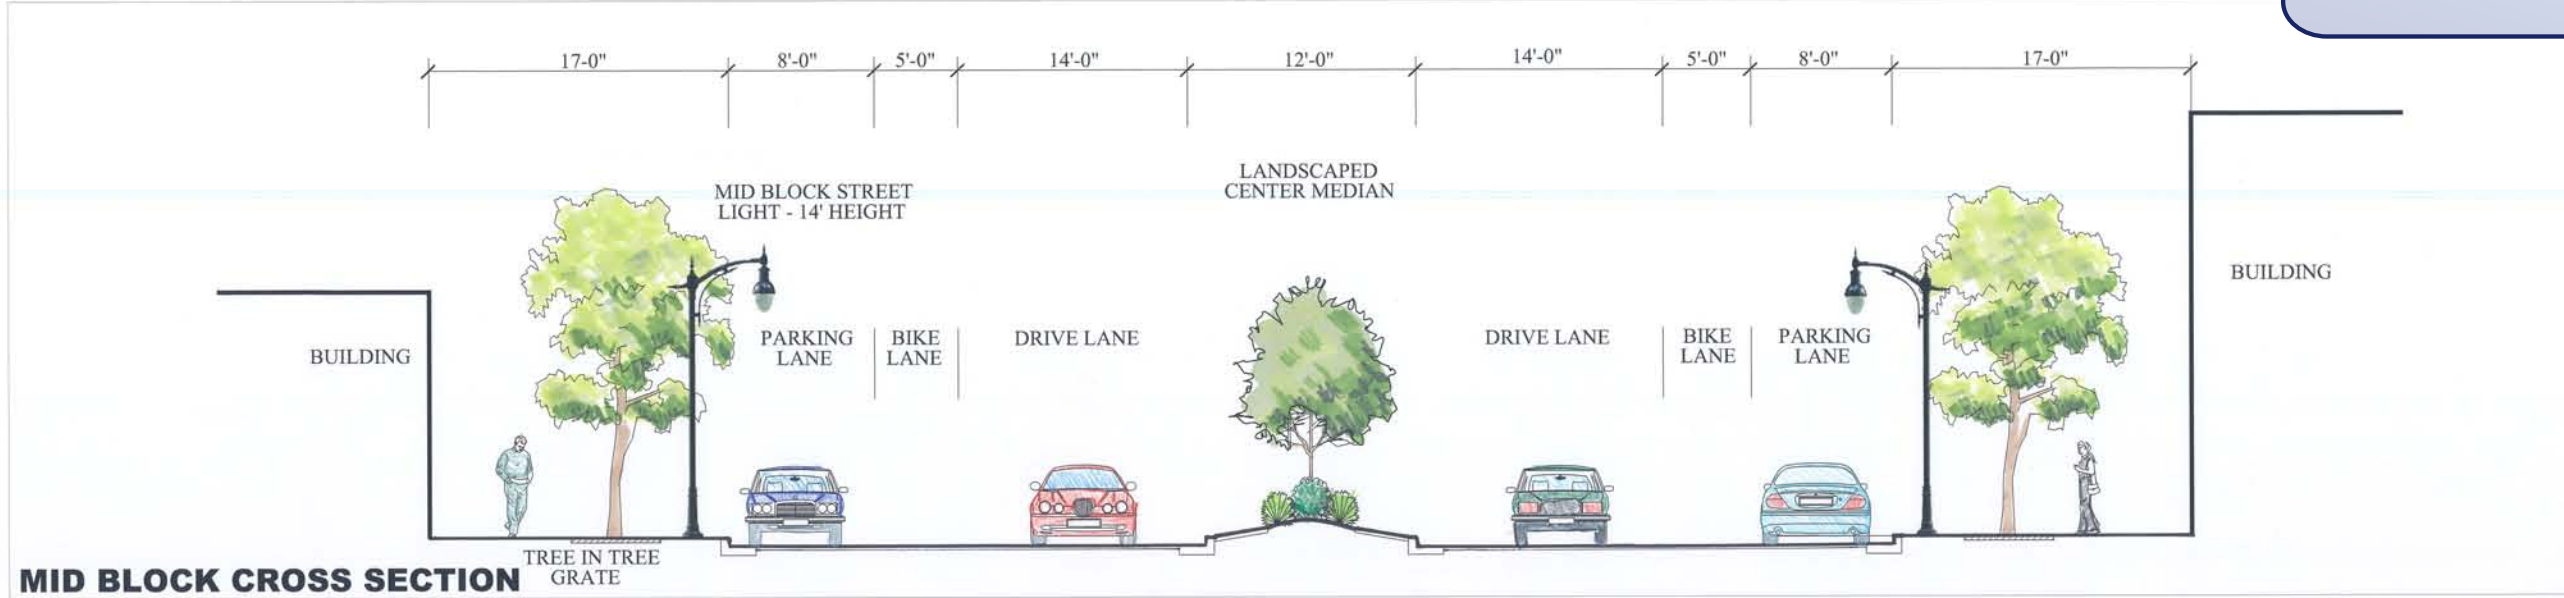 17-0"
8'-0"
5'-0"
14'-0"
12'-0"
14'-0"
5'-0"
8'-0"
17-0"
LANDSCAPED
CENTER MEDIAN
MID BLOCK STREET
LIGHT - 14' HEIGHT
BUILDING
PARKING
LANE
BIKE
LANE
DRIVE LANE
DRIVE LANE
BIKE
LANE
PARKING
LANE
BUILDING
TREE IN TREE
GRATE
MID BLOCK CROSS SECTION